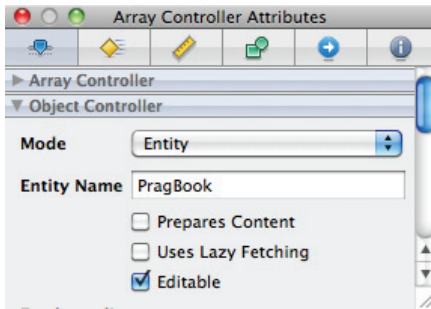 Array Controller Attributes
Array Controller
Object Controller
Mode Entity
Entity Name PragBook
Prepares Content
Uses Lazy Fetching
Editable